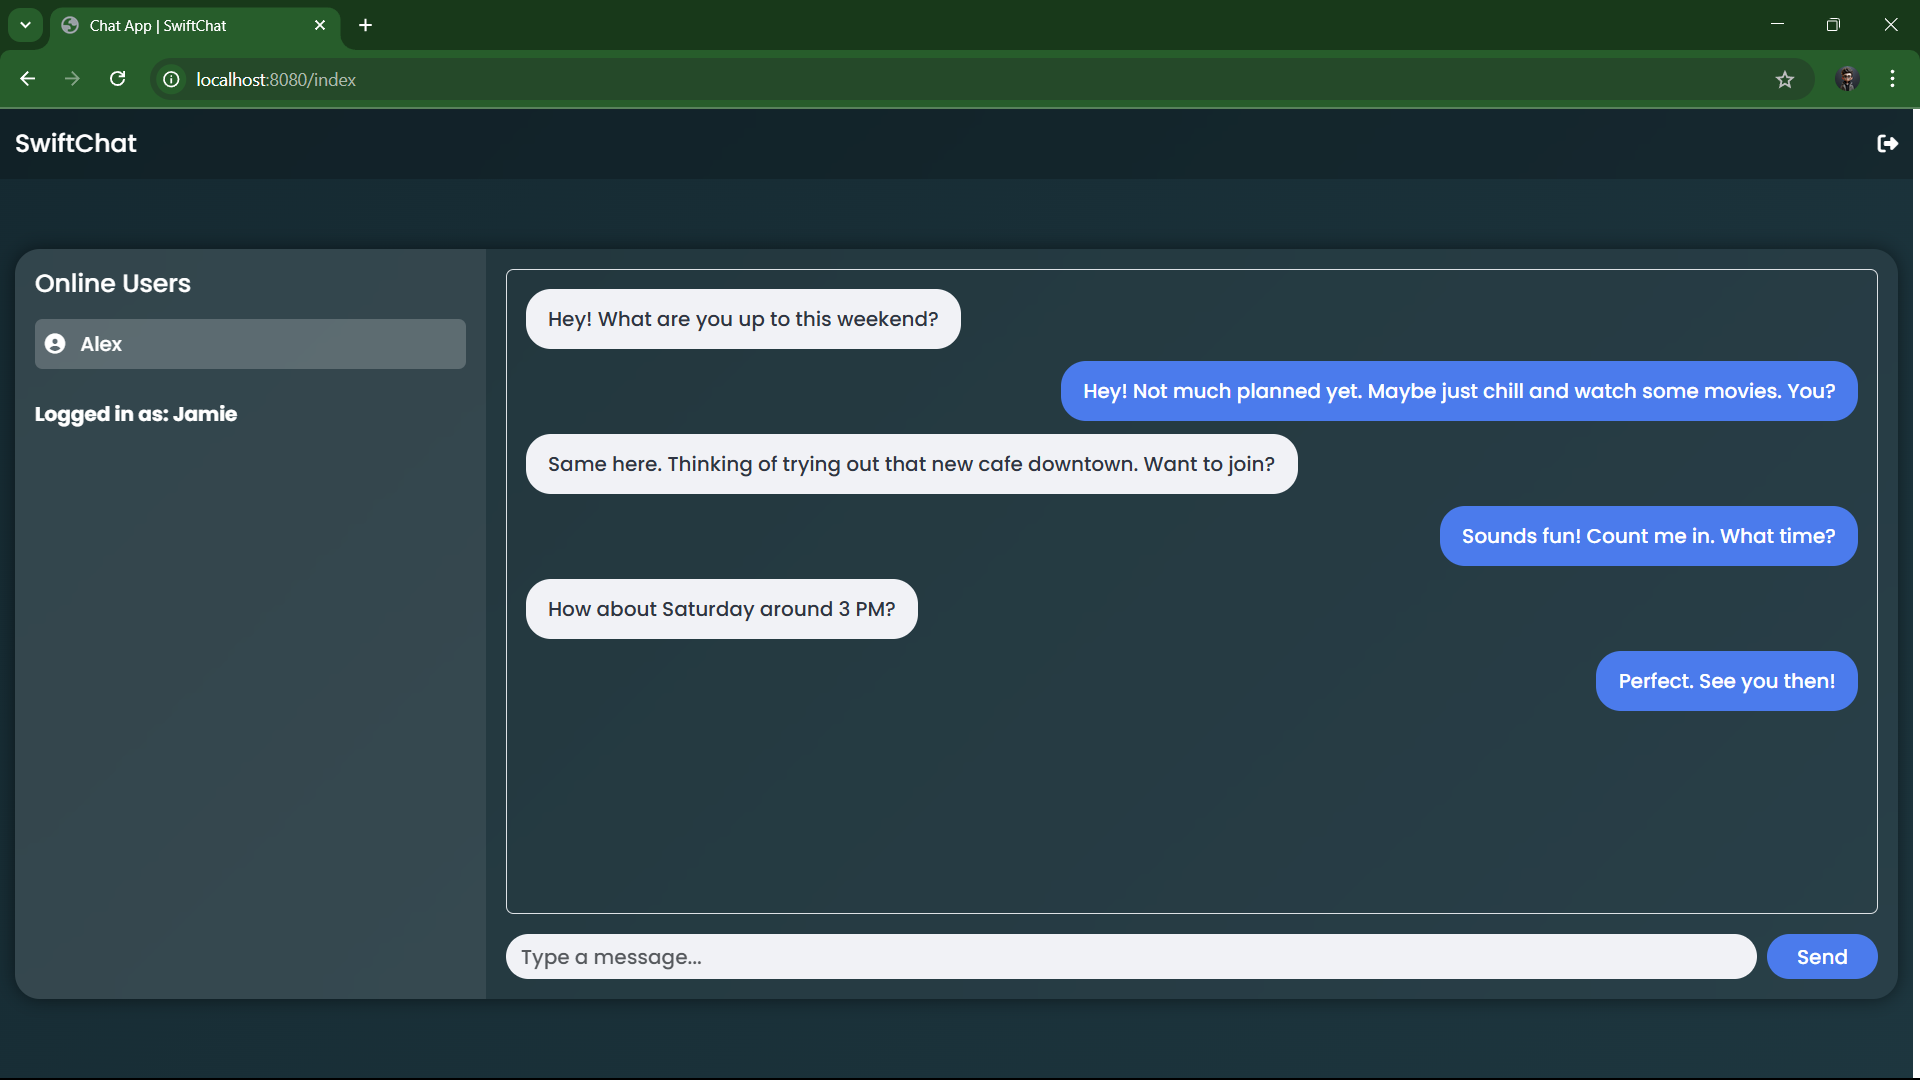 Chat App | SwiftChat
localhost:8080/index
SwiftChat
Online Users
Alex
Logged in as: Jamie
Hey! What are you up to this weekend?
Hey! Not much planned yet. Maybe just chill and watch some movies. You?
Same here. Thinking of trying out that new cafe downtown. Want to join?
Sounds fun! Count me in. What time?
How about Saturday around 3 PM?
Perfect. See you then!
Type a message...
Send